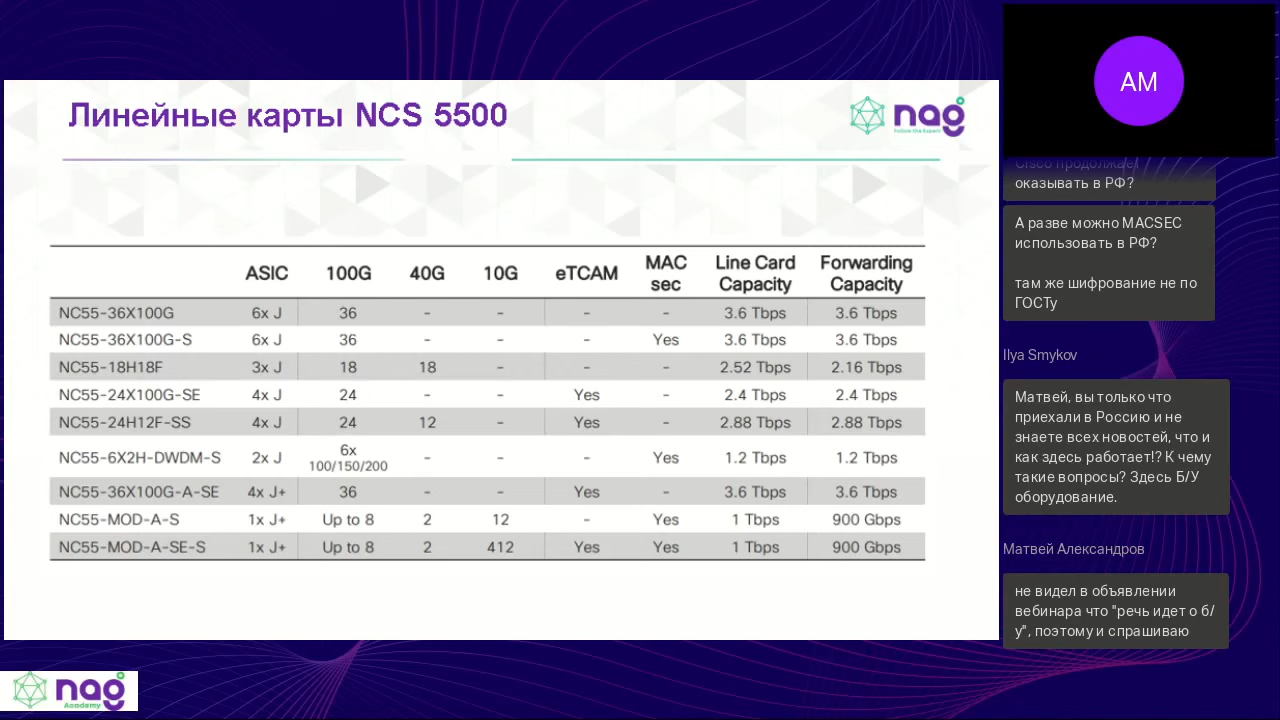 Линейные карты NCS 5500
nag
Follow the Expert
ASIC 100G 40G 10G eTCAM MAC sec Line Card Capacity Forwarding Capacity
NC55-36X100G 6x J 36 - - - - 3.6 Tbps 3.6 Tbps
NC55-36X100G-S 6x J 36 - - - Yes 3.6 Tbps 3.6 Tbps
NC55-18H18F 3x J 18 18 - - - 2.52 Tbps 2.16 Tbps
NC55-24X100G-SE 4x J 24 - - Yes - 2.4 Tbps 2.4 Tbps
NC55-24H12F-SS 4x J 24 12 - Yes - 2.88 Tbps 2.88 Tbps
NC55-6X2H-DWDM-S 2x J 6x 100/150/200 - - - Yes 1.2 Tbps 1.2 Tbps
NC55-36X100G-A-SE 4x J+ 36 - - Yes - 3.6 Tbps 3.6 Tbps
NC55-MOD-A-S 1x J+ Up to 8 2 12 - Yes 1 Tbps 900 Gbps
NC55-MOD-A-SE-S 1x J+ Up to 8 2 412 Yes Yes 1 Tbps 900 Gbps
nag
Academy
AM
Cisco продолжает
оказывать в РФ?
А разве можно MACSEC
использовать в РФ?
там же шифрование не по
ГОСТу
Ilya Smykov
Матвей, вы только что
приехали в Россию и не
знаете всех новостей, что и
как здесь работает!? К чему
такие вопросы? Здесь Б/У
оборудование.
Матвей Александров
не видел в объявлении
вебинара что "речь идет о б/
у", поэтому и спрашиваю